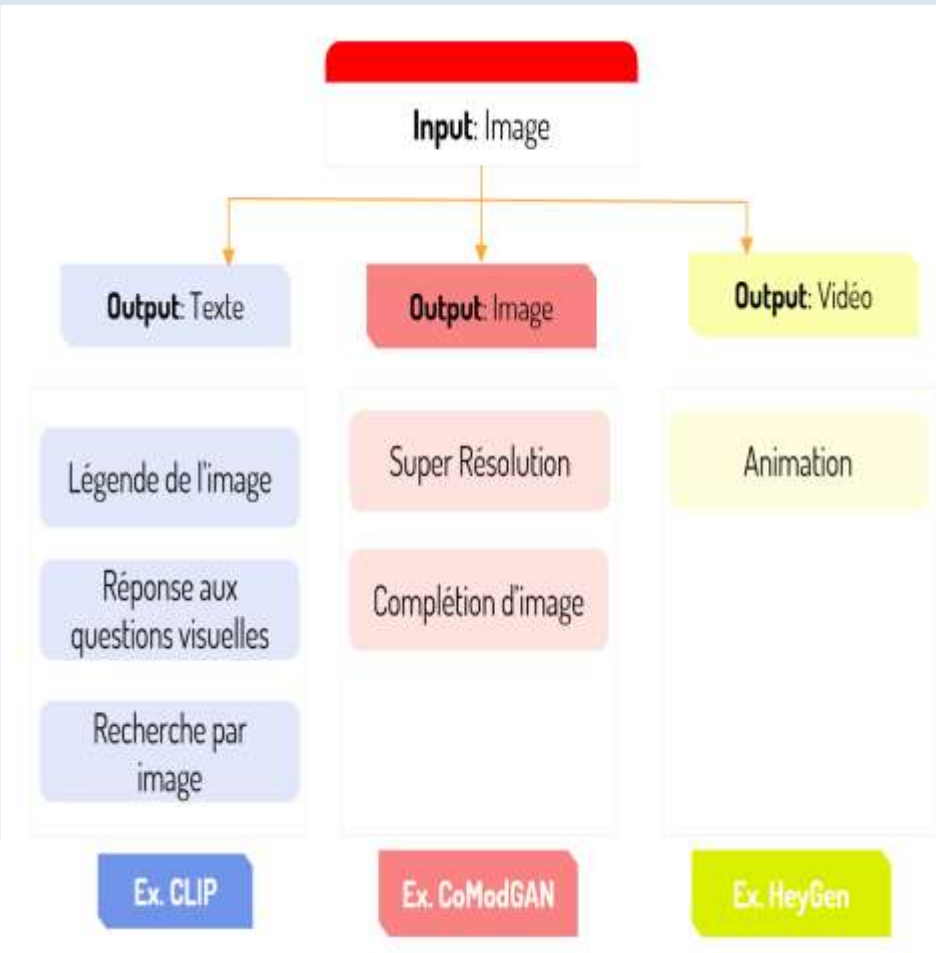 Input: Image
Output: Texte
Output: Image
Output: Vidéo
Légende de l'image
Réponse aux
questions visuelles
Recherche par
image
Super Résolution
Complétion d'image
Animation
Ex. CLIP
Ex. CoModGAN
Ex. HeyGen